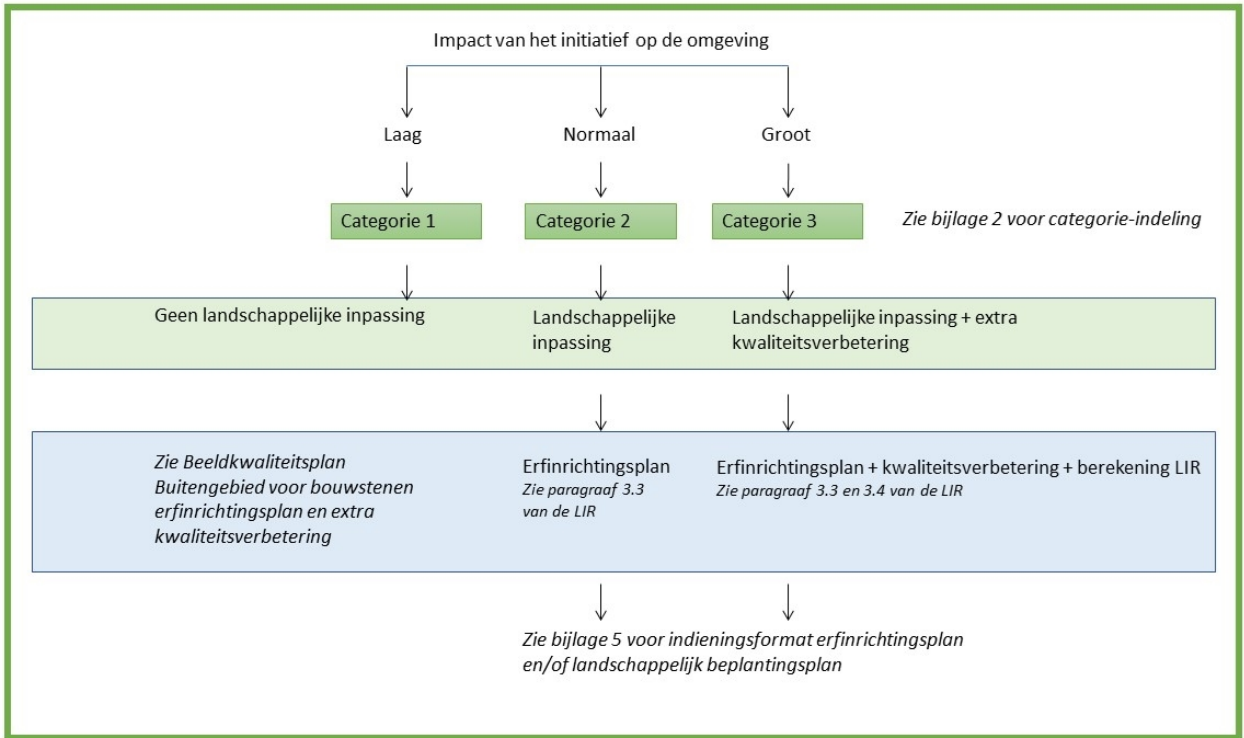 Impact van het initiatief op de omgeving
Laag
Normaal
Groot
Categorie 1
Categorie 2
Categorie 3
Zie bijlage 2 voor categorie-indeling
Geen landschappelijke inpassing
Landschappelijke
inpassing
Landschappelijke inpassing + extra
kwaliteitsverbetering
Zie Beeldkwaliteitsplan
Buitengebied voor bouwstenen
erfinrichtingsplan en extra
kwaliteitsverbetering
Erfinrichtingsplan
Zie paragraaf 3.3
van de LIR
Erfinrichtingsplan + kwaliteitsverbetering + berekening LIR
Zie paragraaf 3.3 en 3.4 van de LIR
Zie bijlage 5 voor indieningsformat erfinrichtingsplan
en/of landschappelijk beplantingsplan